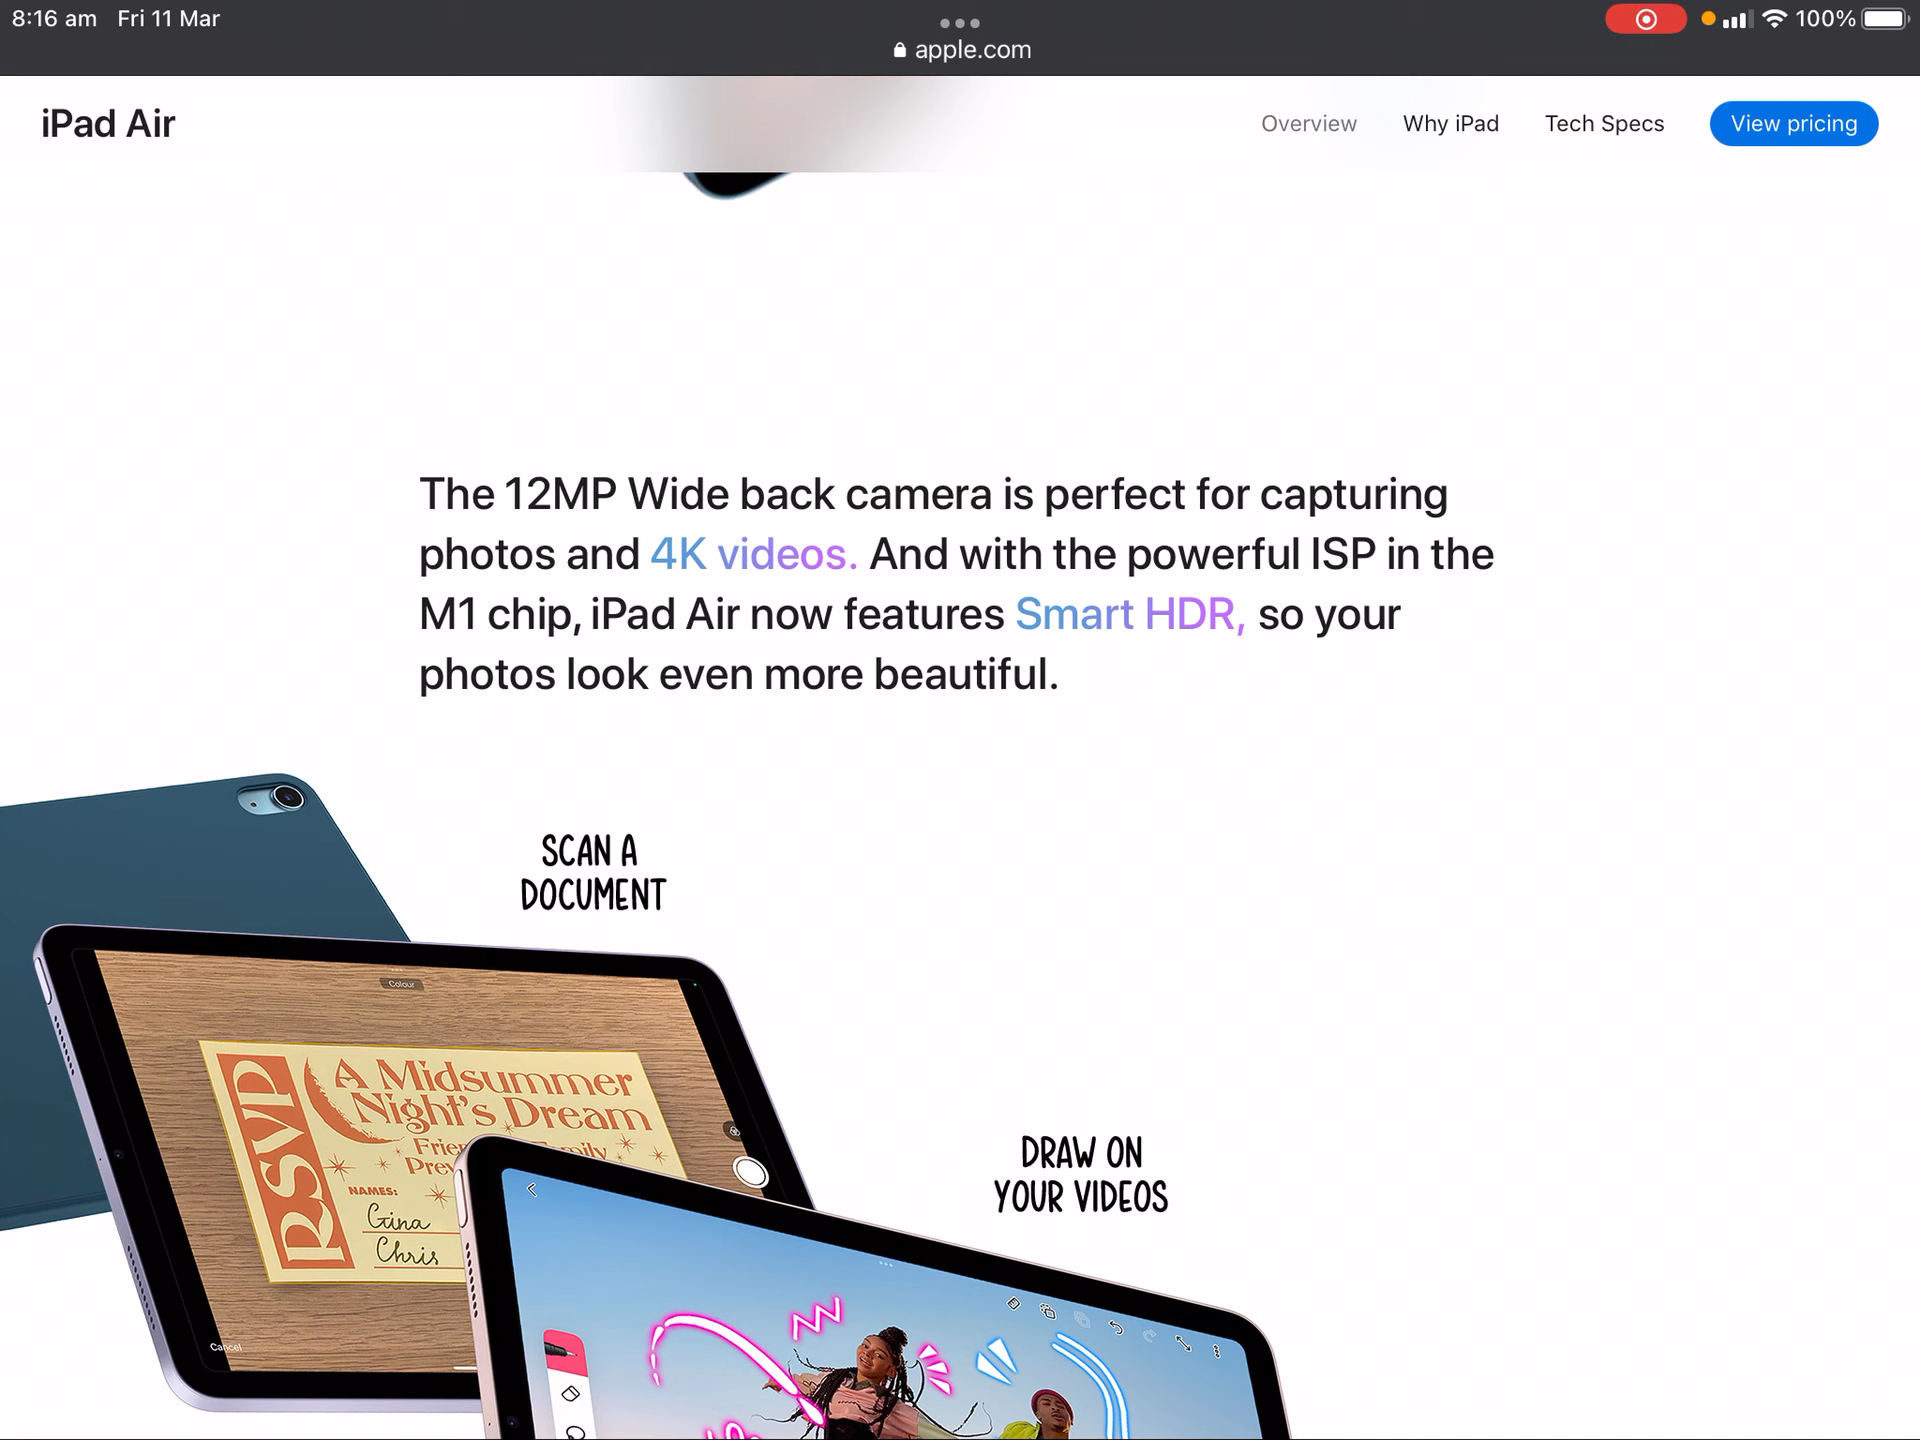 8:16 am Fri 11 Mar
100%
apple.com
iPad Air
Overview Why iPad Tech Specs View pricing
The 12MP Wide back camera is perfect for capturing
photos and 4K videos. And with the powerful ISP in the
M1 chip, iPad Air now features Smart HDR, so your
photos look even more beautiful.
SCAN A
DOCUMENT
Colour
RSVP
A Midsummer
Night's Dream
NAMES:
Gina
Chris
Cancel
DRAW ON
YOUR VIDEOS